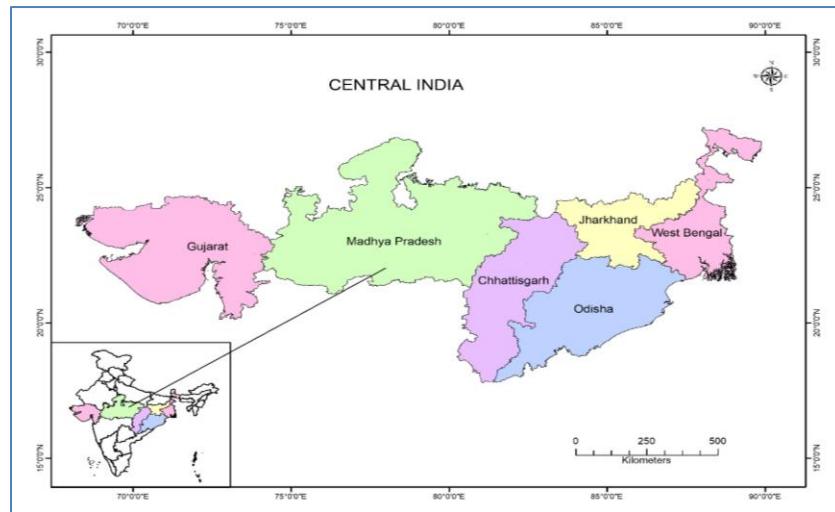 70°0'0"E 75°0'0"E 80°0'0"E 85°0'0"E 90°0'0"E
30°0'0"N 30°0'0"N
CENTRAL INDIA
25°0'0"N 25°0'0"N
Jharkhand
West Bengal
Gujarat
Madhya Pradesh
Chhattisgarh
Odisha
20°0'0"N 20°0'0"N
0 250 500
Kilometers
15°0'0"N 15°0'0"N
70°0'0"E 75°0'0"E 80°0'0"E 85°0'0"E 90°0'0"E